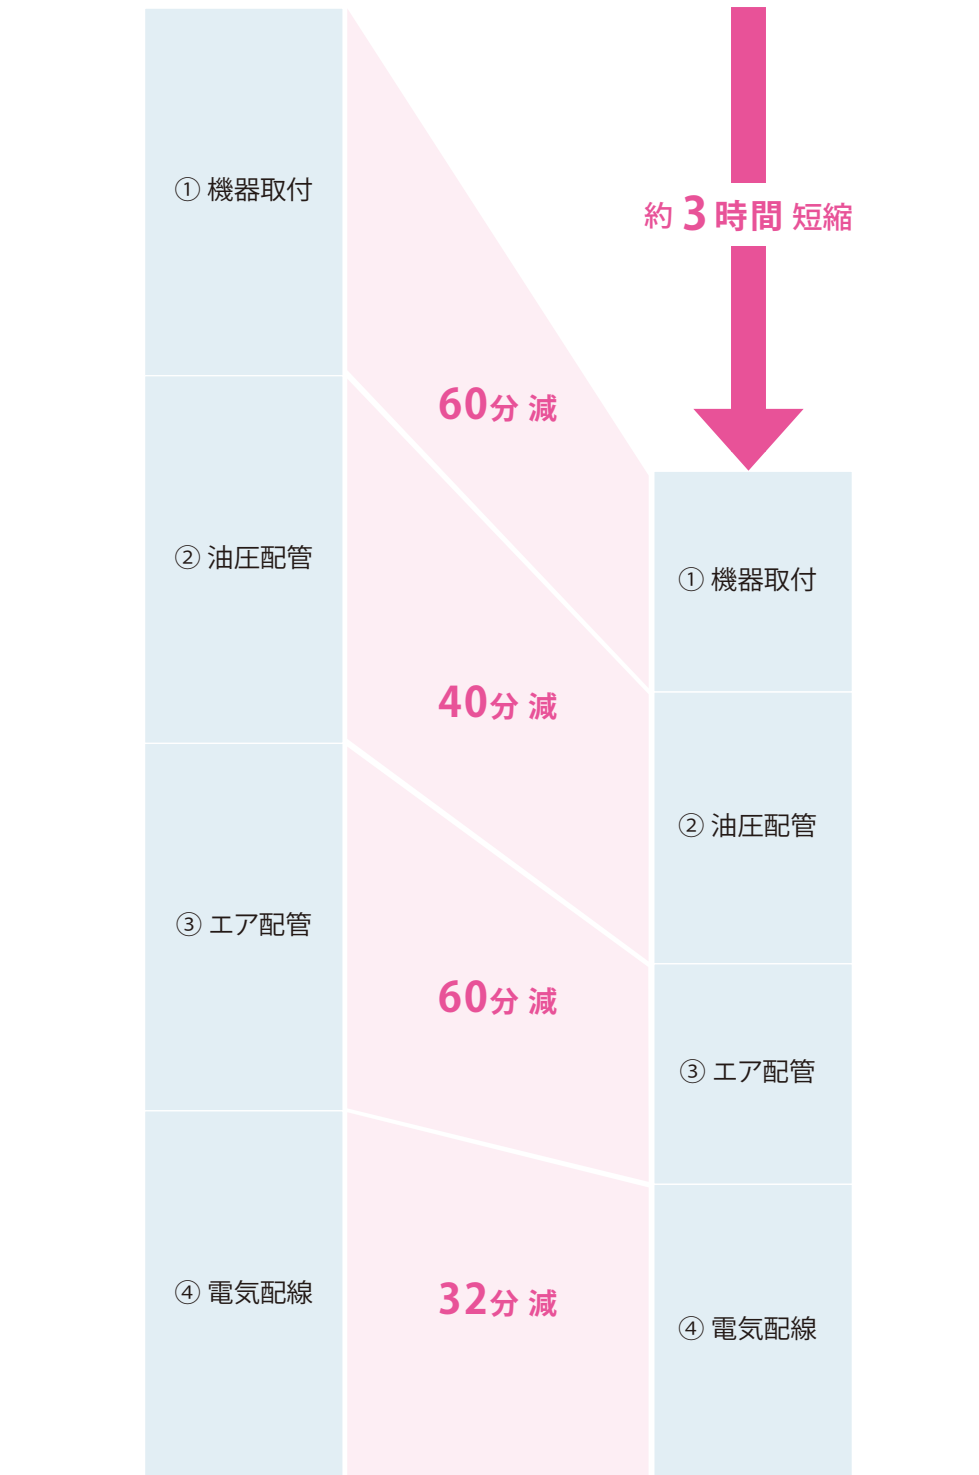 ① 機器取付
② 油圧配管
③ エア配管
④ 電気配線
60分 減
40分 減
60分 減
32分 減
約 3 時間 短縮
① 機器取付
② 油圧配管
③ エア配管
④ 電気配線